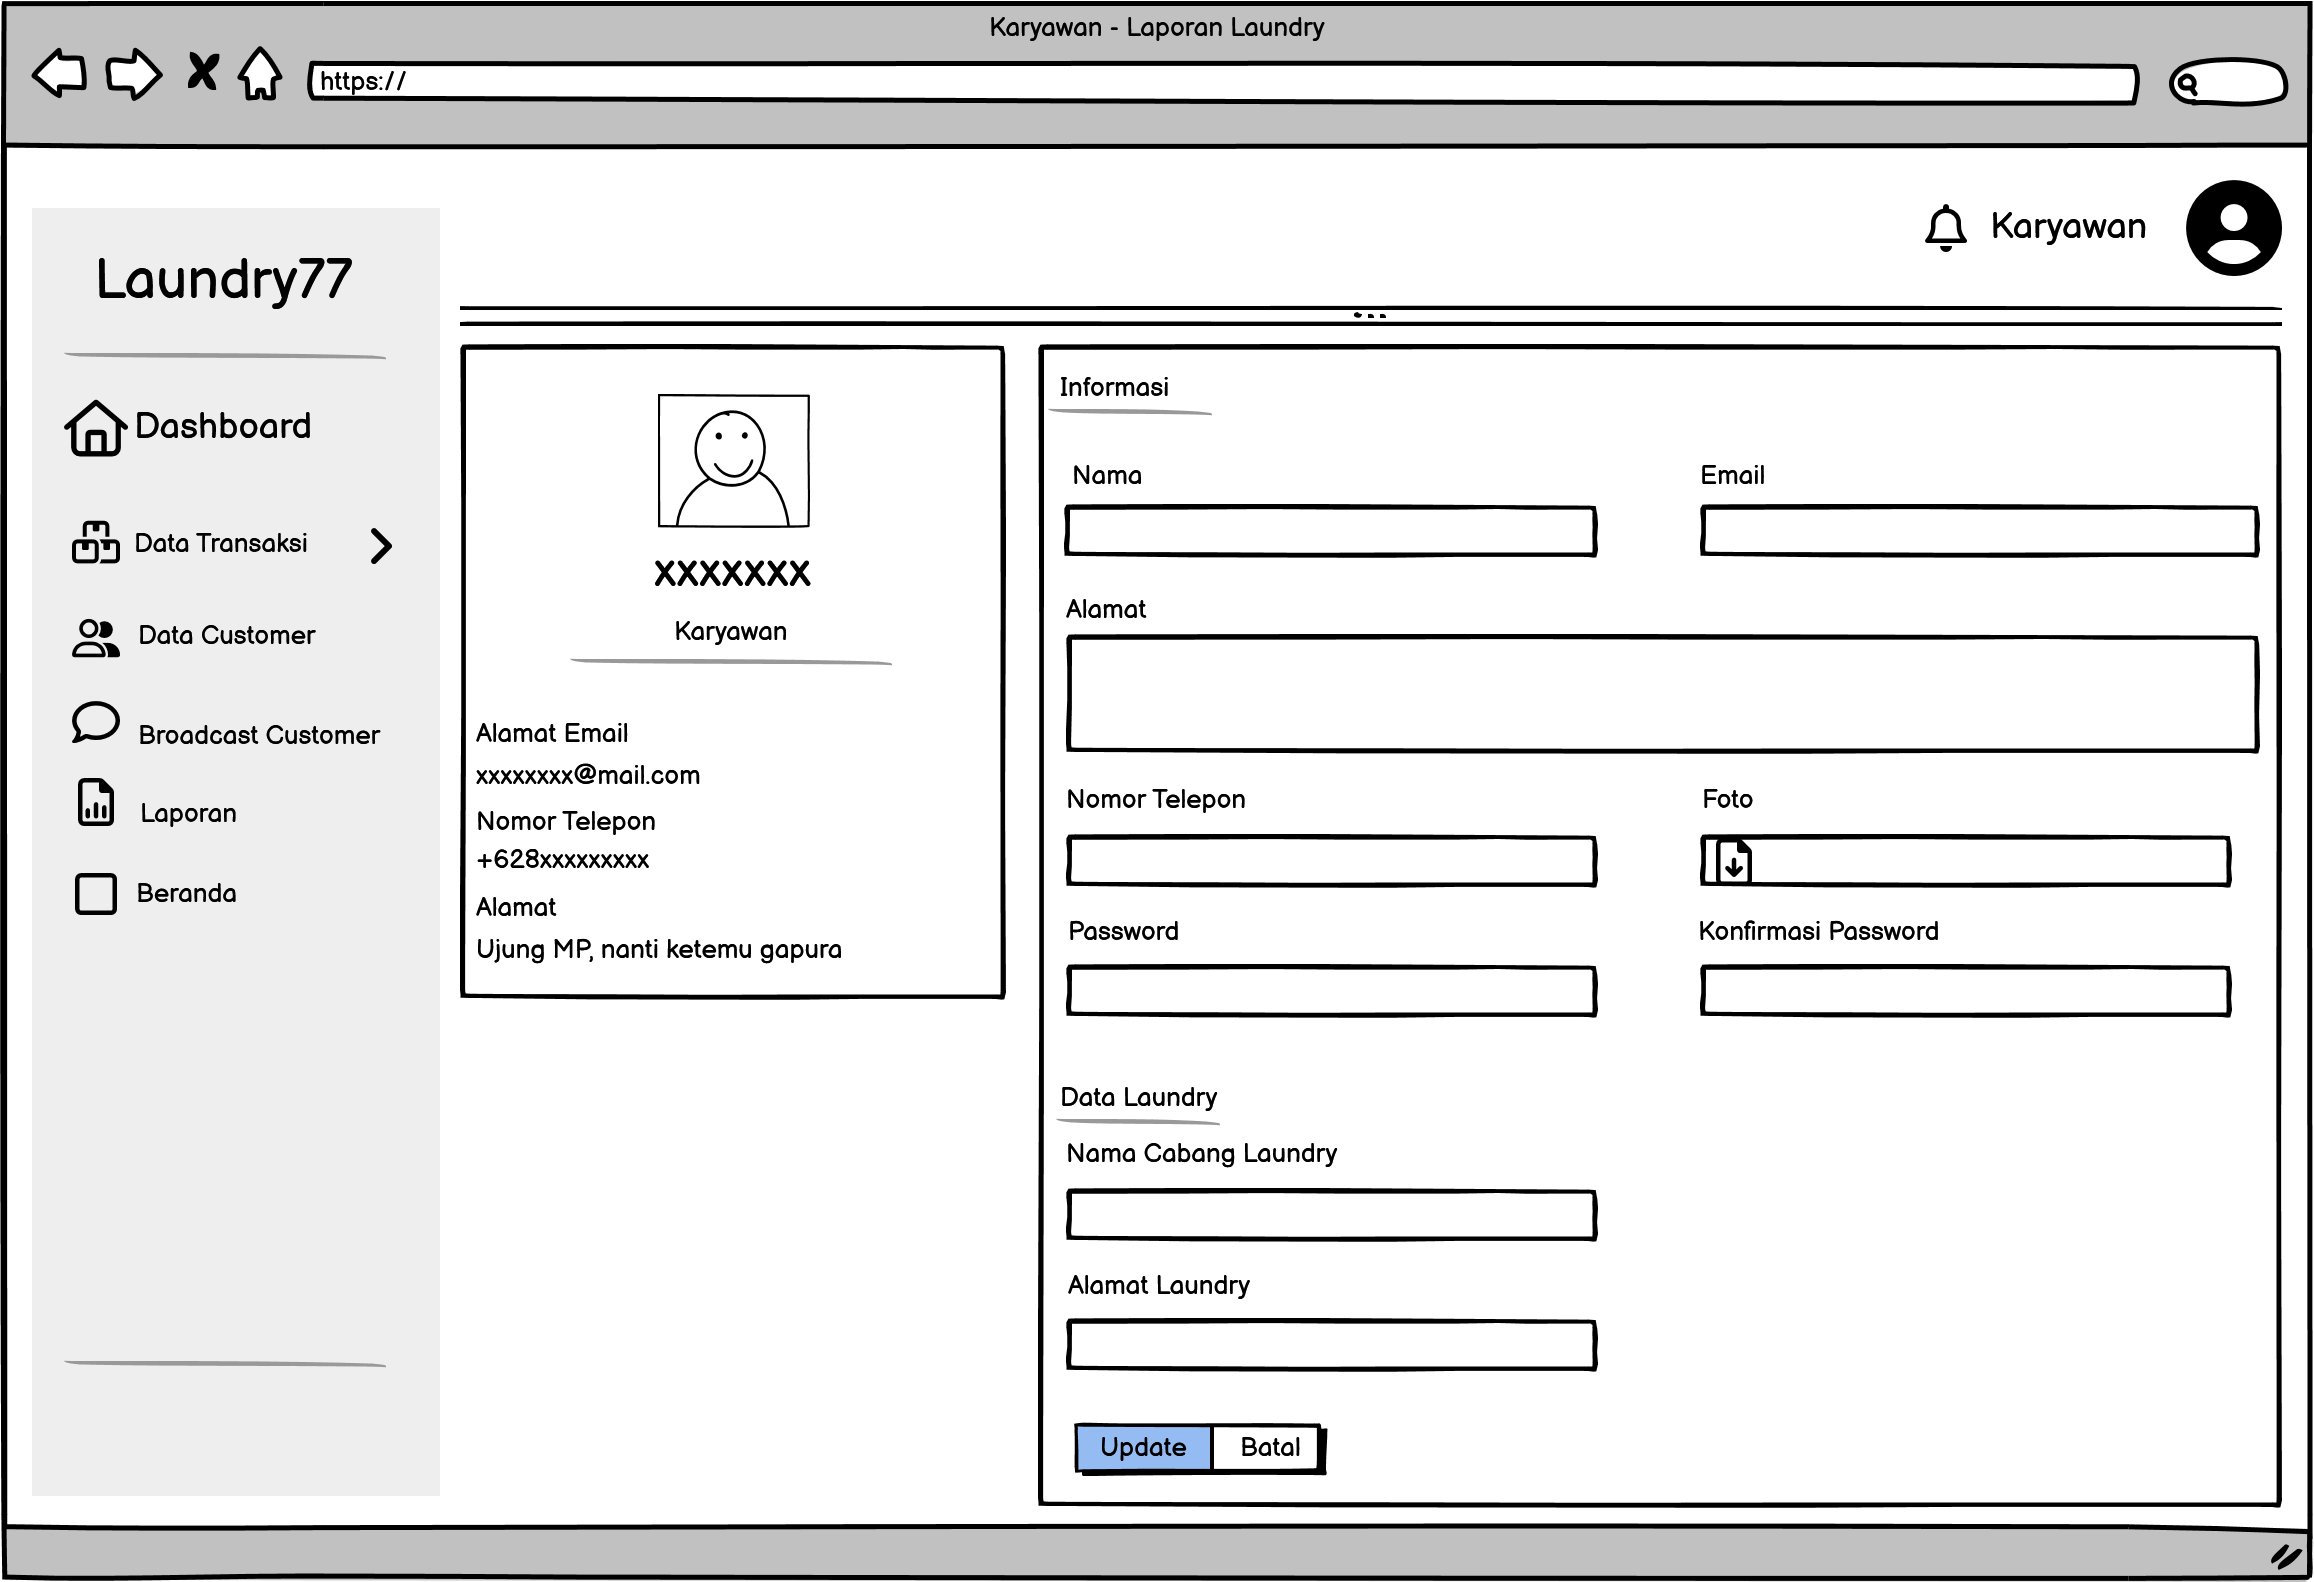 Karyawan - Laporan Laundry
https://
Karyawan
Laundry77
Dashboard
Data Transaksi
Data Customer
Broadcast Customer
Laporan
Beranda
xxxxxxx
Karyawan
Alamat Email
xxxxxxxx@mail.com
Nomor Telepon
+628xxxxxxxxx
Alamat
Ujung MP, nanti ketemu gapura
Informasi
Nama
Email
Alamat
Nomor Telepon
Foto
Password
Konfirmasi Password
Data Laundry
Nama Cabang Laundry
Alamat Laundry
Update
Batal